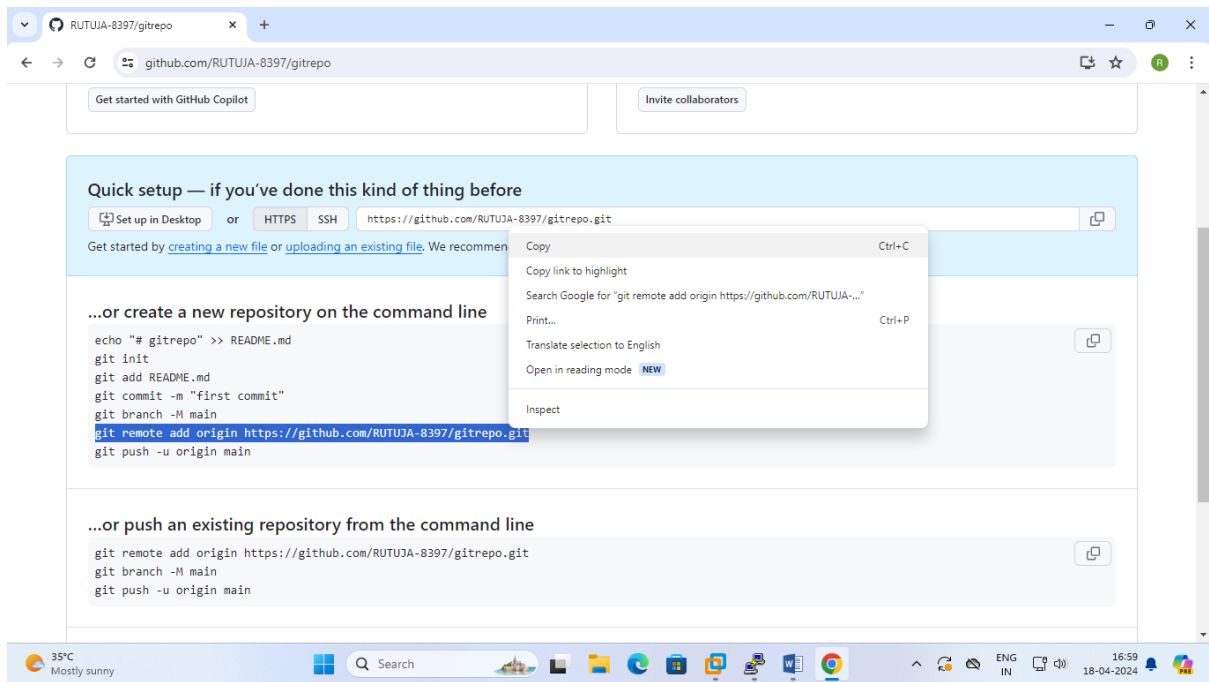 RUTUJA-8397/gitrepo
github.com/RUTUJA-8397/gitrepo
R
Get started with GitHub Copilot
Invite collaborators
Quick setup — if you've done this kind of thing before
Set up in Desktop or HTTPS SSH https://github.com/RUTUJA-8397/gitrepo.git
Get started by creating a new file or uploading an existing file. We recommen
Copy Ctrl+C
Copy link to highlight
Search Google for "git remote add origin https://github.com/RUTUJA-..."
Print... Ctrl+P
Translate selection to English
Open in reading mode NEW
Inspect
...or create a new repository on the command line
echo "# gitrepo" >> README.md
git init
git add README.md
git commit -m "first commit"
git branch -M main
git remote add origin https://github.com/RUTUJA-8397/gitrepo.git
git push -u origin main
...or push an existing repository from the command line
git remote add origin https://github.com/RUTUJA-8397/gitrepo.git
git branch -M main
git push -u origin main
35°C
Mostly sunny
Search
ENG
IN
16:59
18-04-2024
PRE